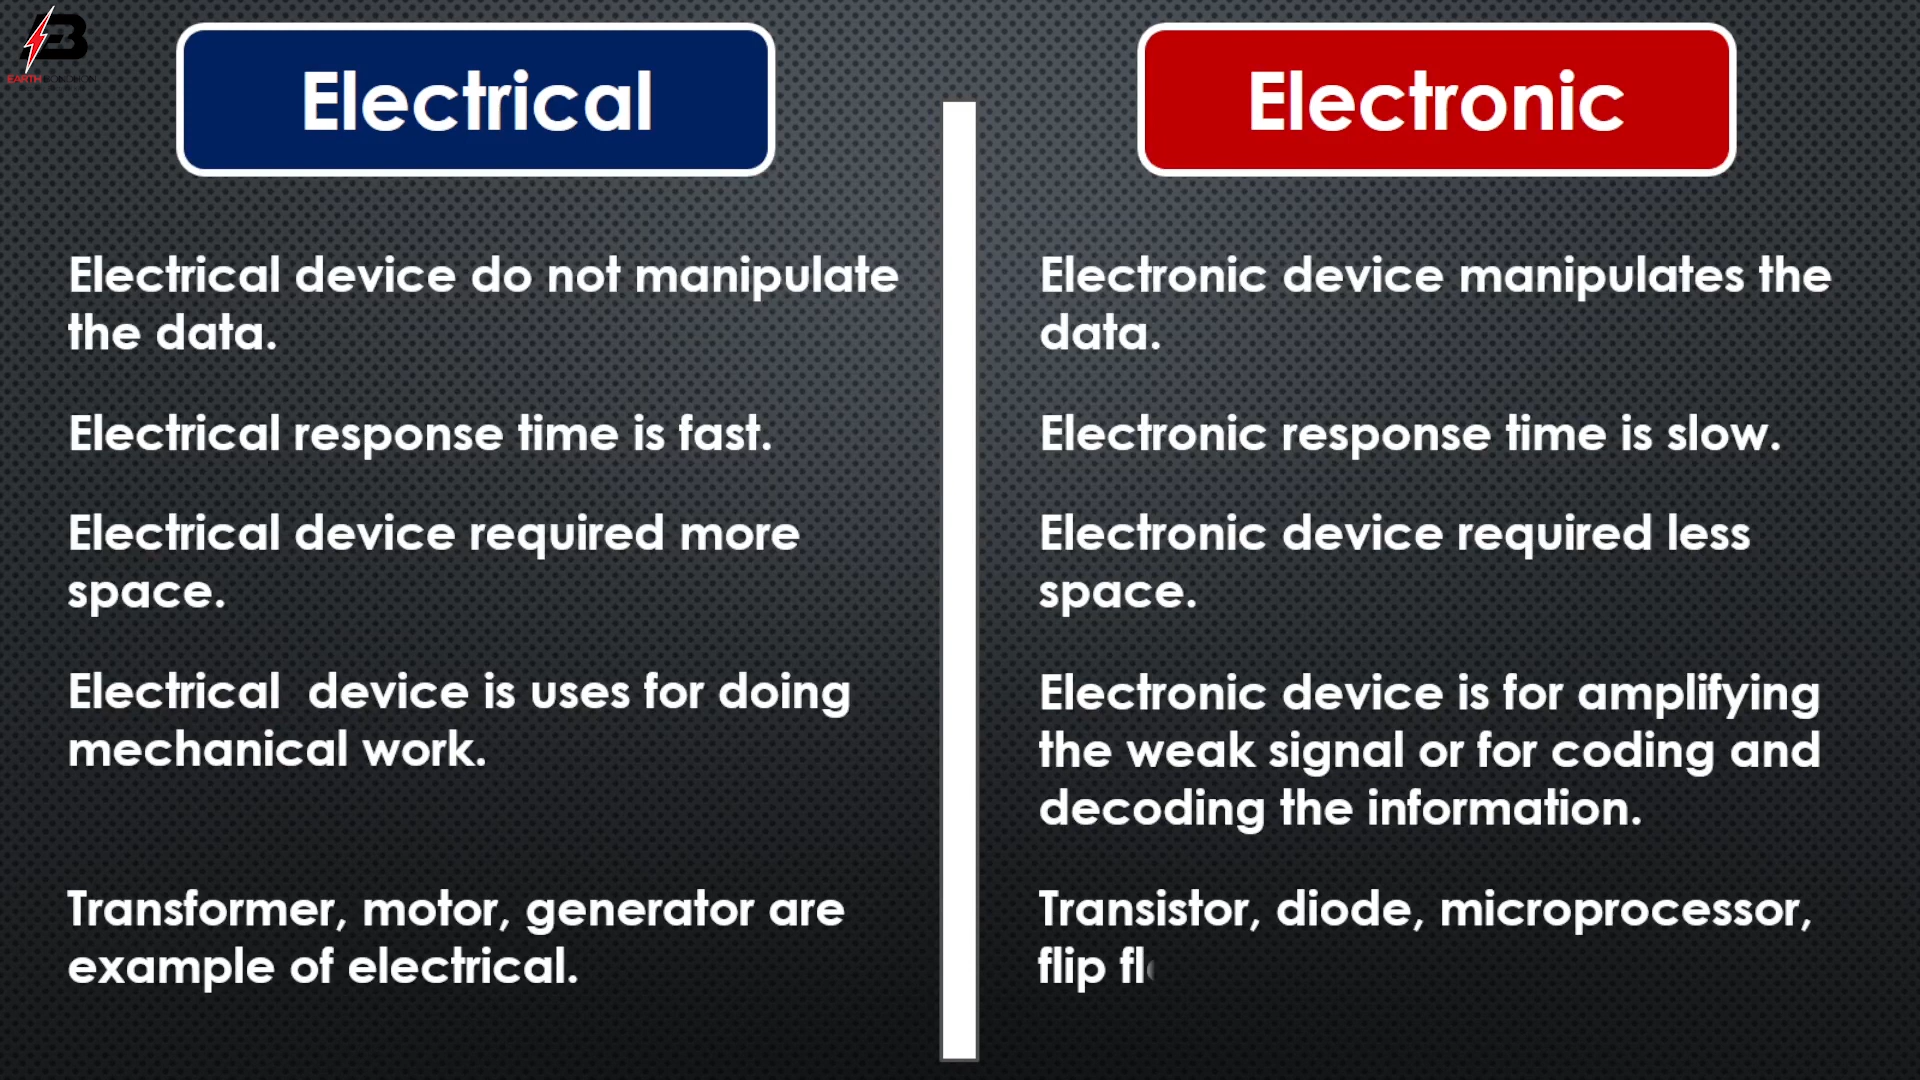 EARTH
Electrical
Electrical device do not manipulate
the data.
Electrical response time is fast.
Electrical device required more
space.
Electrical  device is uses for doing
mechanical work.
Transformer, motor, generator are
example of electrical.
Electronic
Electronic device manipulates the
data.
Electronic response time is slow.
Electronic device required less
space.
Electronic device is for amplifying
the weak signal or for coding and
decoding the information.
Transistor, diode, microprocessor,
flip fl